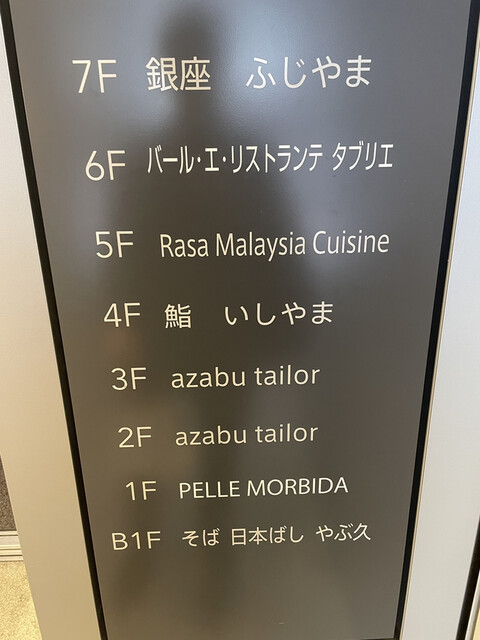 7F 銀座 ふじやま
6F バール・エ・リストランテ タブリエ
5F Rasa Malaysia Cuisine
4F 鮨 いしやま
3F azabu tailor
2F azabu tailor
1F PELLE MORBIDA
B1F そば 日本ばし やぶ久